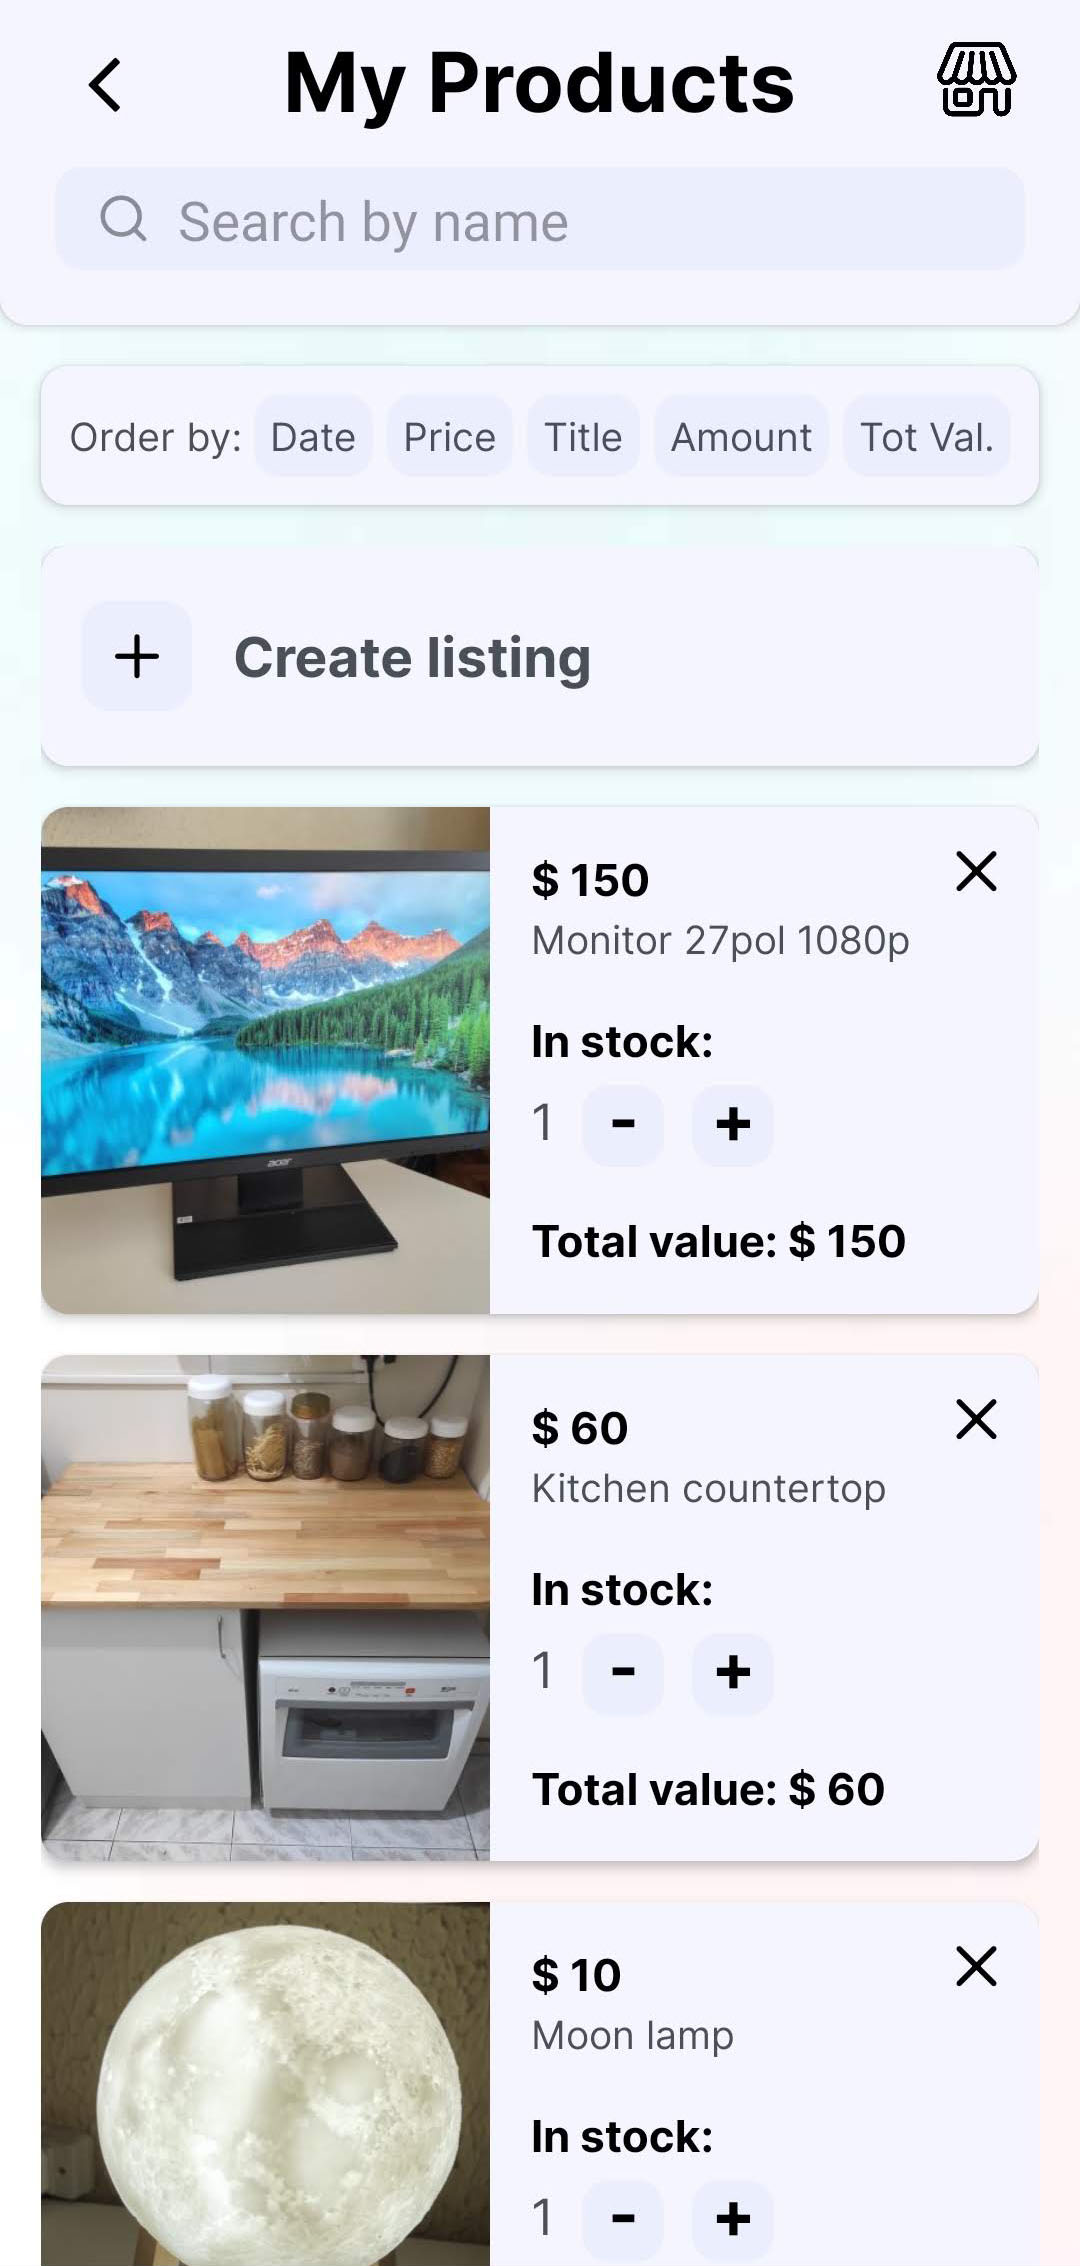 My Products
Search by name
Order by: Date Price Title Amount Tot Val.
+ Create listing
$ 150
Monitor 27pol 1080p
In stock:
1 - +
Total value: $ 150
acer
$ 60
Kitchen countertop
In stock:
1 - +
Total value: $ 60
$ 10
Moon lamp
In stock:
1 - +